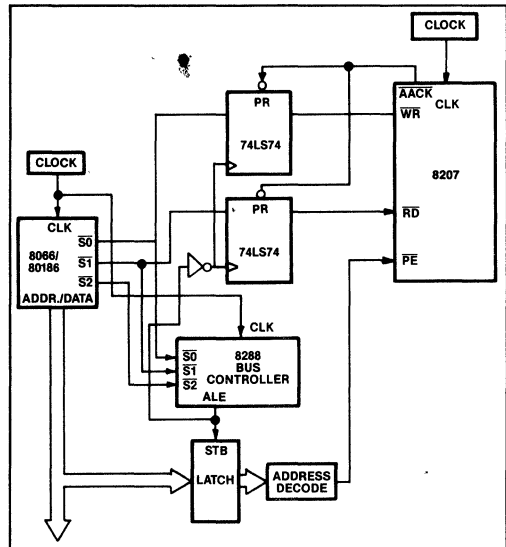 CLOCK
AACK
CLK
PR
WR
74LS74
8207
CLOCK
PR
CLK
S0
RD
8066/
80186
S1
74LS74
S2
PE
ADDR./DATA
CLK
S0
8288
S1
BUS
S2
CONTROLLER
ALE
STB
LATCH
ADDRESS
DECODE